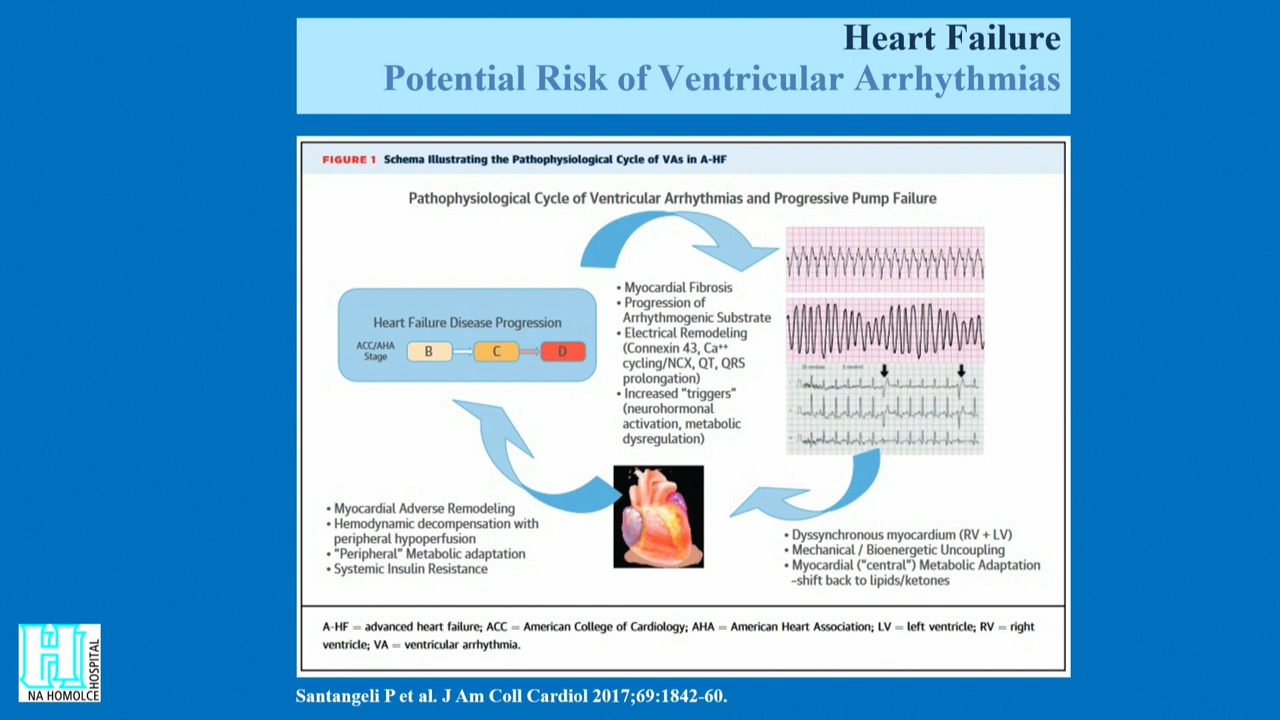 Heart Failure
Potential Risk of Ventricular Arrhythmias
FIGURE 1 Schema Illustrating the Pathophysiological Cycle of VAs in A-HF
Pathophysiological Cycle of Ventricular Arrhythmias and Progressive Pump Failure
Heart Failure Disease Progression
ACC/AHA
Stage
B
C
D
• Myocardial Fibrosis
• Progression of
Arrhythmogenic Substrate
• Electrical Remodeling
(Connexin 43, Ca⁺⁺
cycling/NCX, QT, QRS
prolongation)
• Increased "triggers"
(neurohormonal
activation, metabolic
dysregulation)
• Myocardial Adverse Remodeling
• Hemodynamic decompensation with
peripheral hypoperfusion
• "Peripheral" Metabolic adaptation
• Systemic Insulin Resistance
• Dyssynchronous myocardium (RV + LV)
• Mechanical / Bioenergetic Uncoupling
• Myocardial ("central") Metabolic Adaptation
–shift back to lipids/ketones
A-HF = advanced heart failure; ACC = American College of Cardiology; AHA = American Heart Association; LV = left ventricle; RV = right
ventricle; VA = ventricular arrhythmia.
Santangeli P et al. J Am Coll Cardiol 2017;69:1842-60.
NA HOMOLCE
HOSPITAL